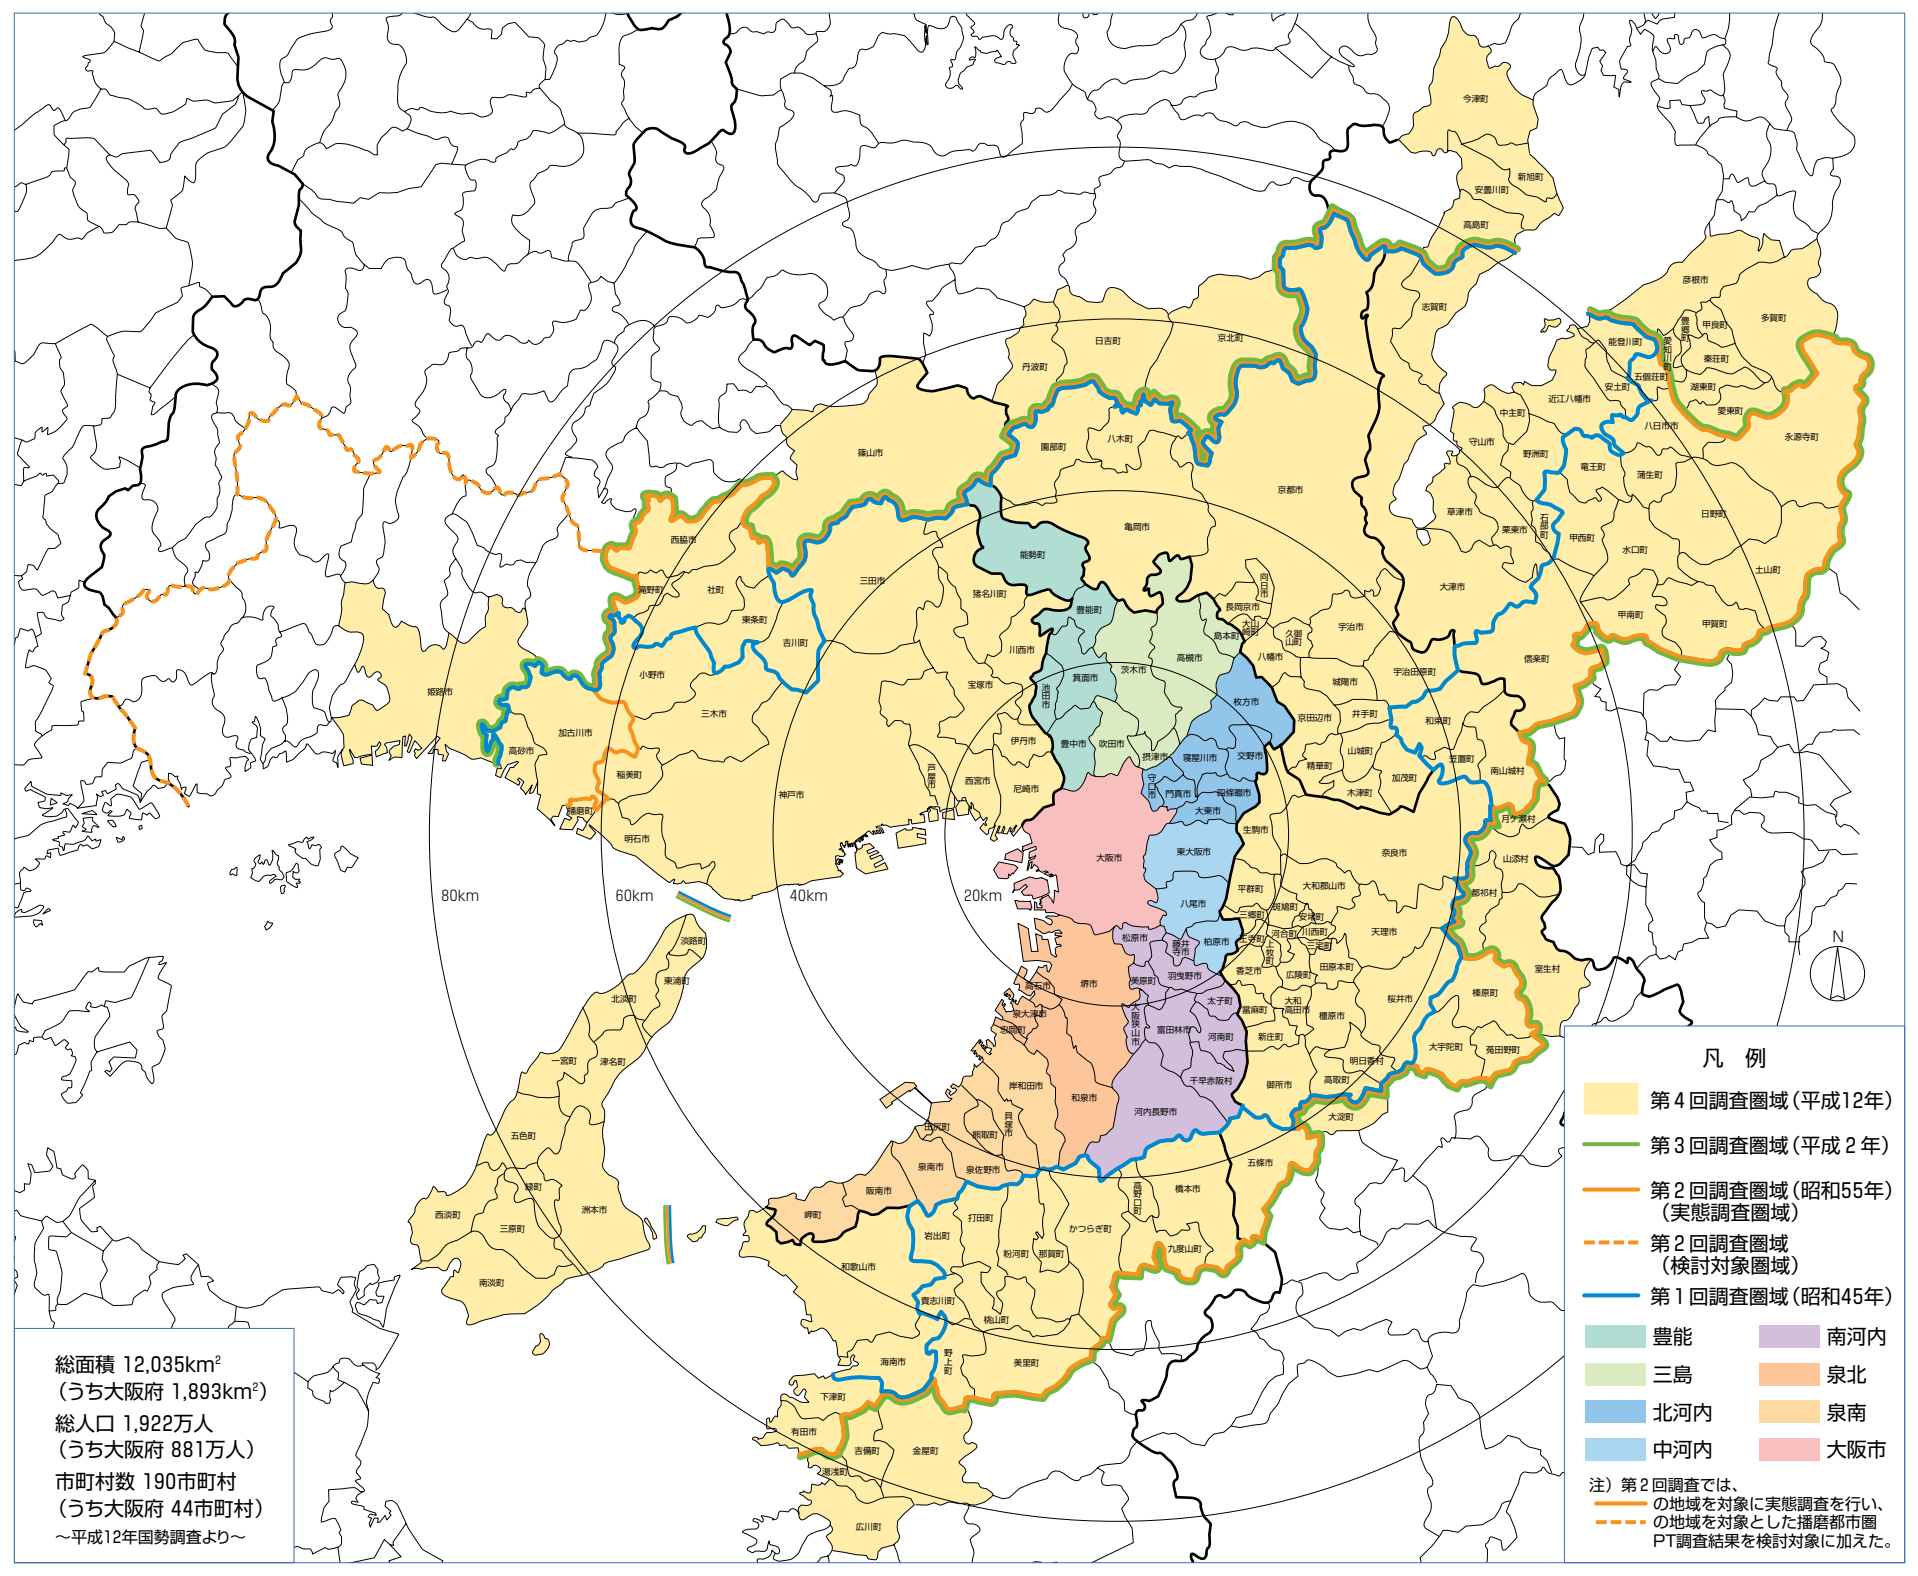 今津町
新旭町
安曇川町
高島町
志賀町
彦根市
多賀町
豊郷町
甲良町
能登川町
愛知川町
秦荘町
五個荘町
湖東町
安土町
愛東町
近江八幡市
八日市市
永源寺町
中主町
守山市
野洲町
竜王町
蒲生町
日野町
草津市
栗東市
石部町
甲西町
水口町
土山町
大津市
甲南町
甲賀町
信楽町
丹波町
日吉町
京北町
園部町
八木町
篠山市
京都市
亀岡市
能勢町
西脇市
滝野町
社町
東条町
吉川町
三田市
猪名川町
豊能町
川西市
宝塚市
向日市
長岡京市
大山崎町
島本町
久御山町
宇治市
八幡市
宇治田原町
城陽市
京田辺市
井手町
和束町
山城町
精華町
加茂町
木津町
笠置町
南山城村
月ヶ瀬村
山添村
都祁村
小野市
三木市
姫路市
加古川市
高砂市
稲美町
播磨町
明石市
神戸市
芦屋市
西宮市
伊丹市
尼崎市
池田市
箕面市
茨木市
高槻市
豊中市
吹田市
摂津市
枚方市
寝屋川市
交野市
守口市
門真市
四條畷市
大東市
大阪市
東大阪市
八尾市
柏原市
生駒市
奈良市
平群町
大和郡山市
斑鳩町
三郷町
安堵町
王寺町
河合町
川西町
三宅町
上牧町
天理市
香芝市
広陵町
田原本町
當麻町
大和高田市
橿原市
桜井市
新庄町
明日香村
高取町
御所市
大淀町
室生村
榛原町
大宇陀町
菟田野町
五條市
80km
60km
40km
20km
N
松原市
藤井寺市
美原町
羽曳野市
太子町
大阪狭山市
富田林市
河南町
千早赤阪村
河内長野市
堺市
高石市
泉大津市
忠岡町
岸和田市
和泉市
貝塚市
熊取町
田尻町
泉佐野市
泉南市
阪南市
岬町
淡路町
東浦町
北淡町
一宮町
津名町
五色町
緑町
洲本市
西淡町
三原町
南淡町
和歌山市
岩出町
打田町
粉河町
那賀町
かつらぎ町
高野口町
橋本市
九度山町
貴志川町
桃山町
海南市
野上町
美里町
下津町
有田市
吉備町
金屋町
湯浅町
広川町
総面積 12,035km²
（うち大阪府 1,893km²）
総人口 1,922万人
（うち大阪府 881万人）
市町村数 190市町村
（うち大阪府 44市町村）
～平成12年国勢調査より～
凡 例
第4回調査圏域（平成12年）
第3回調査圏域（平成2年）
第2回調査圏域（昭和55年）
（実態調査圏域）
第2回調査圏域
（検討対象圏域）
第1回調査圏域（昭和45年）
豊能
南河内
三島
泉北
北河内
泉南
中河内
大阪市
注）第2回調査では、
の地域を対象に実態調査を行い、
の地域を対象とした播磨都市圏
PT調査結果を検討対象に加えた。